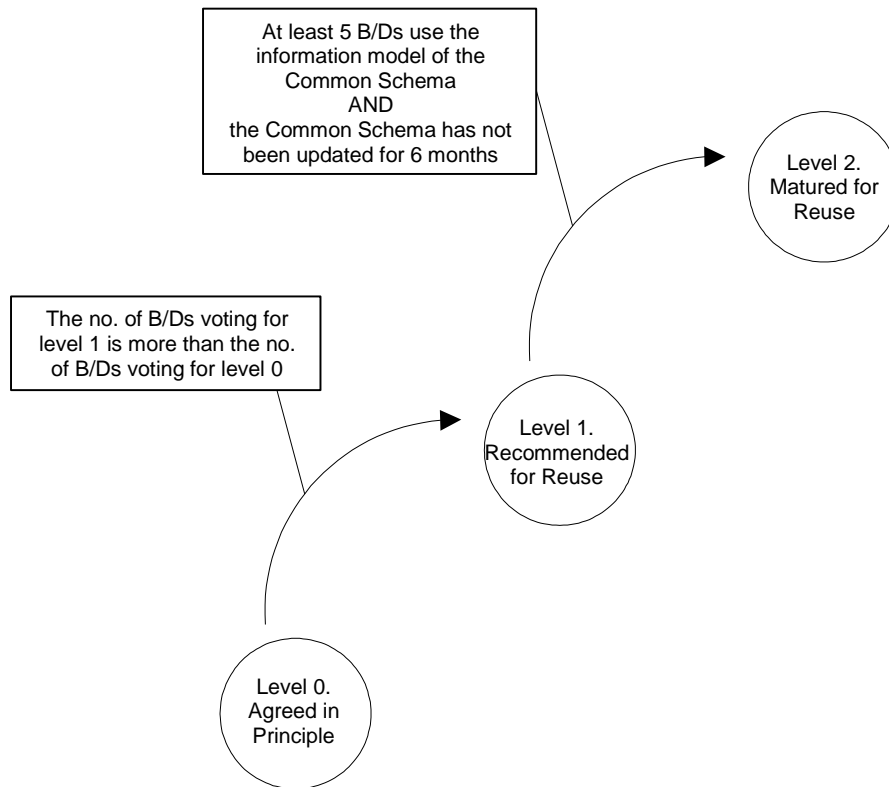 At least 5 B/Ds use the
information model of the
Common Schema
AND
the Common Schema has not
been updated for 6 months
Level 2.
Matured for
Reuse
The no. of B/Ds voting for
level 1 is more than the no.
of B/Ds voting for level 0
Level 1.
Recommended
for Reuse
Level 0.
Agreed in
Principle